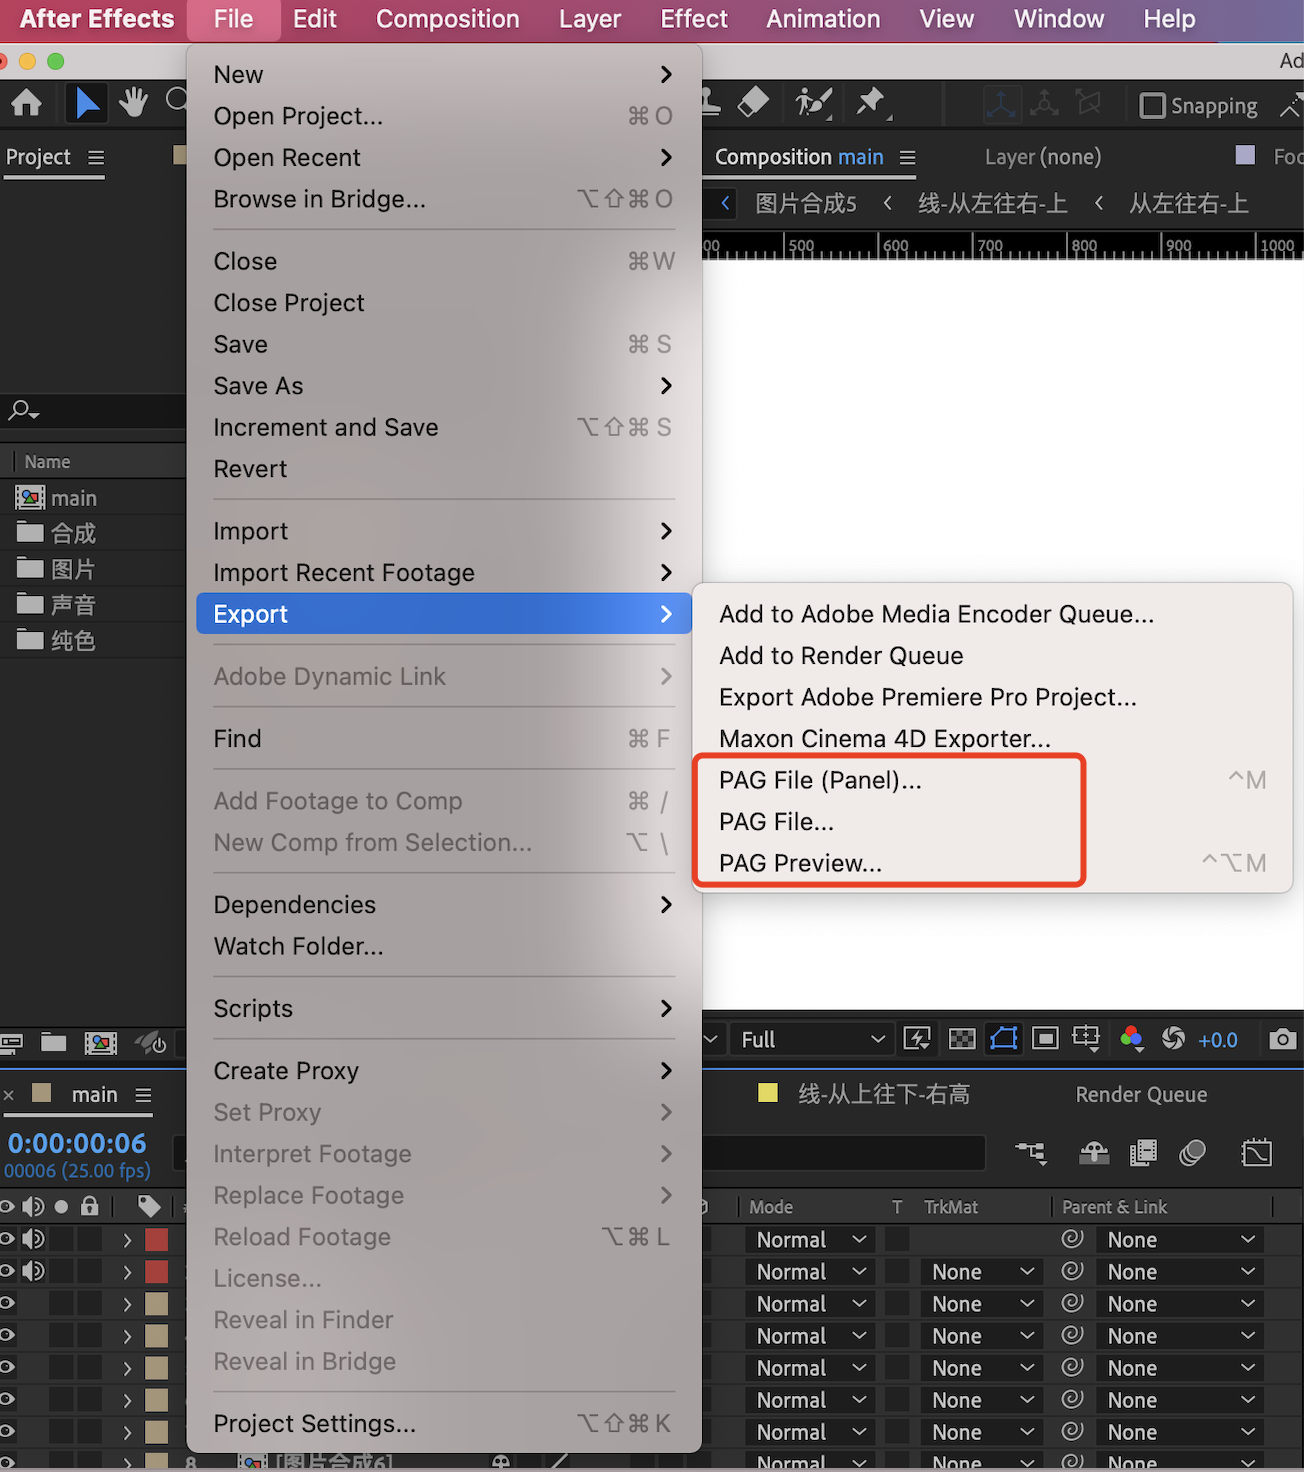 After Effects File Edit Composition Layer Effect Animation View Window Help
Ad
Snapping
Project
Composition main
Layer (none)
Foo
图片合成5
线-从左往右-上
从左往右-上
00 500 600 700 800 900 1000
Name
main
合成
图片
声音
纯色
New
Open Project... ⌘ O
Open Recent
Browse in Bridge... ⌥⇧⌘ O
Close ⌘W
Close Project
Save ⌘ S
Save As
Increment and Save ⌥⇧⌘ S
Revert
Import
Import Recent Footage
Export
Adobe Dynamic Link
Find ⌘ F
Add Footage to Comp ⌘ /
New Comp from Selection... ⌥ \
Dependencies
Watch Folder...
Scripts
Create Proxy
Set Proxy
Interpret Footage
Replace Footage
Reload Footage ⌥⌘ L
License...
Reveal in Finder
Reveal in Bridge
Project Settings... ⌥⇧⌘ K
Add to Adobe Media Encoder Queue...
Add to Render Queue
Export Adobe Premiere Pro Project...
Maxon Cinema 4D Exporter...
PAG File (Panel)... ^M
PAG File...
PAG Preview... ^⌥M
Full
+0.0
main
线-从上往下-右高
Render Queue
0:00:00:06
00006 (25.00 fps)
Mode T TrkMat Parent & Link
Normal None
Normal None None
Normal None None
Normal None None
Normal None None
Normal None None
Normal None None
8 [图片合成6] Normal None None